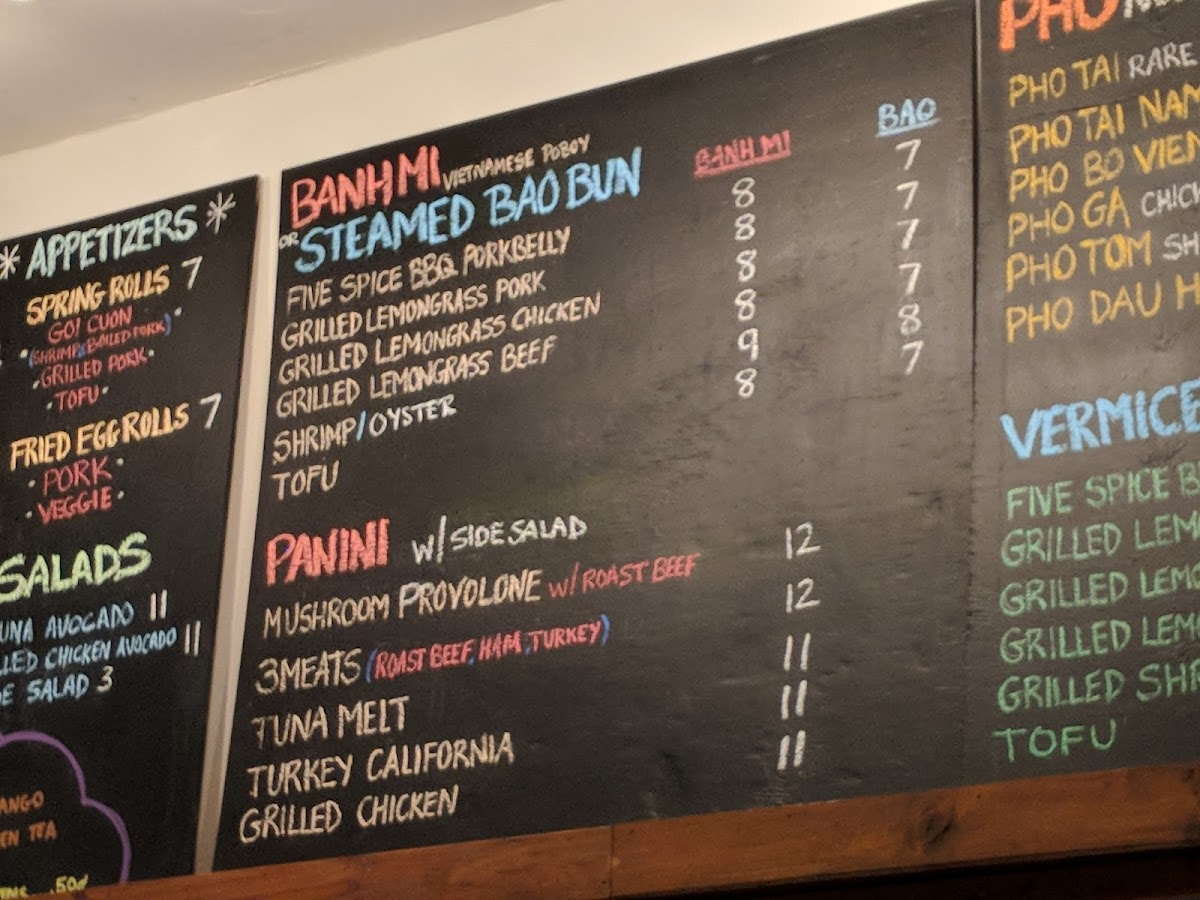 * APPETIZERS *
SPRING ROLLS 7
GOI CUON
(SHRIMP & BOILED PORK)
• GRILLED PORK •
• TOFU •
FRIED EGG ROLLS 7
• PORK •
• VEGGIE •
SALADS
UNA AVOCADO 11
LLED CHICKEN AVOCADO 11
DE SALAD 3
ANGO
EN TEA
.50¢
BANH MI VIETNAMESE POBOY
OR STEAMED BAO BUN
BANH MI BAO
FIVE SPICE BBQ PORKBELLY 8 7
GRILLED LEMONGRASS PORK 8 7
GRILLED LEMONGRASS CHICKEN 8 7
GRILLED LEMONGRASS BEEF 8 7
SHRIMP/OYSTER 9 8
TOFU 8 7
PANINI W/ SIDE SALAD
MUSHROOM PROVOLONE W/ ROAST BEEF 12
3MEATS (ROAST BEEF, HAM, TURKEY) 12
TUNA MELT 11
TURKEY CALIFORNIA 11
GRILLED CHICKEN 11
PHO
PHO TAI RARE
PHO TAI NAM
PHO BO VIEN
PHO GA CHIC
PHO TOM SH
PHO DAU H
VERMICE
FIVE SPICE B
GRILLED LEM
GRILLED LEMO
GRILLED LEM
GRILLED SHR
TOFU